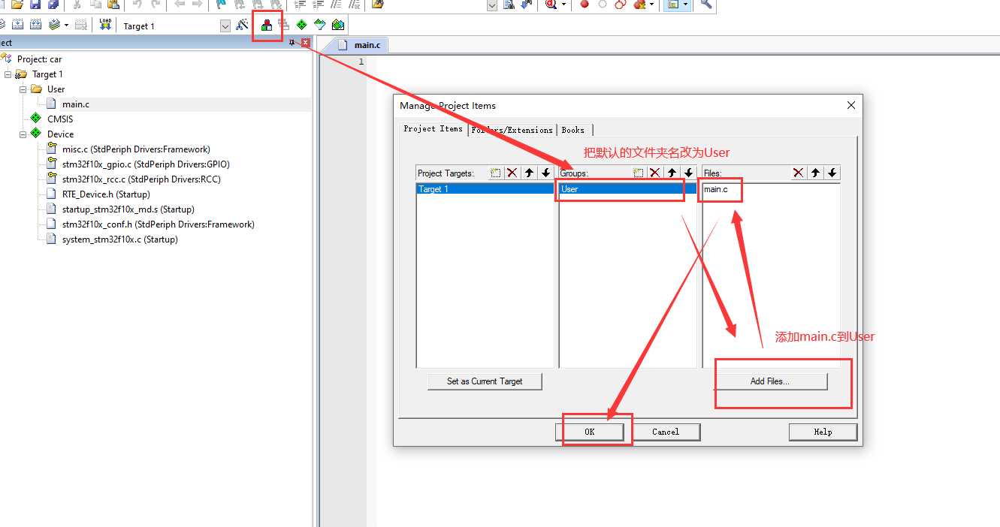 LOAD
Target 1
ect
Project: car
Target 1
User
main.c
CMSIS
Device
misc.c (StdPeriph Drivers:Framework)
stm32f10x_gpio.c (StdPeriph Drivers:GPIO)
stm32f10x_rcc.c (StdPeriph Drivers:RCC)
RTE_Device.h (Startup)
startup_stm32f10x_md.s (Startup)
stm32f10x_conf.h (StdPeriph Drivers:Framework)
system_stm32f10x.c (Startup)
main.c
1
Manage Project Items
Project Items Folders/Extensions Books
把默认的文件夹名改为User
Project Targets: Groups: Files:
Target 1 User main.c
添加main.c到User
Set as Current Target Add Files...
OK Cancel Help